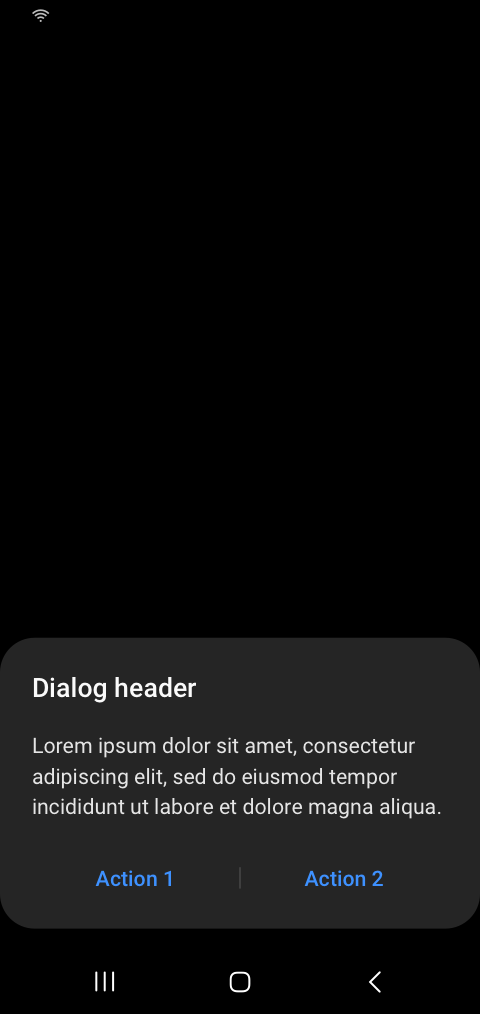 Dialog header
Lorem ipsum dolor sit amet, consectetur
adipiscing elit, sed do eiusmod tempor
incididunt ut labore et dolore magna aliqua.
Action 1
Action 2